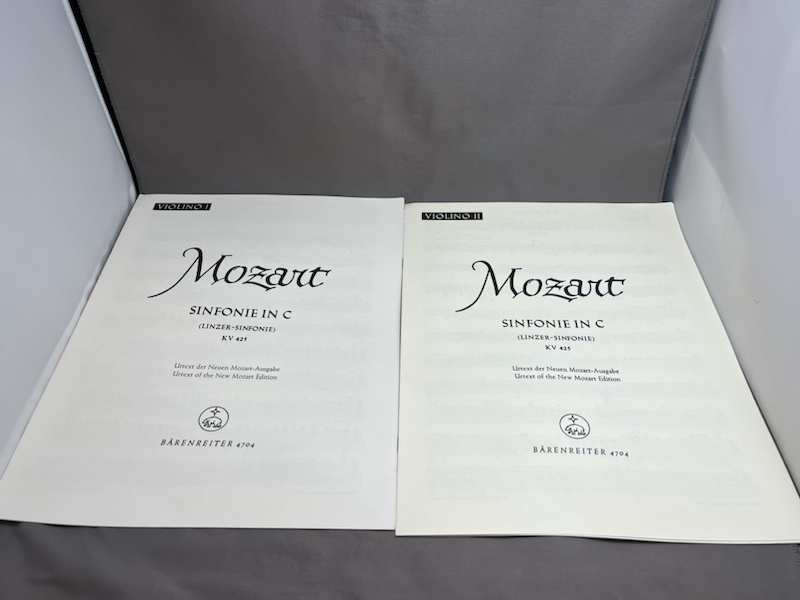 VIOLINO I
Mozart
SINFONIE IN C
(LINZER-SINFONIE)
KV 425
Urtext der Neuen Mozart-Ausgabe
Urtext of the New Mozart Edition
BÄRENREITER 4704
VIOLINO II
Mozart
SINFONIE IN C
(LINZER-SINFONIE)
KV 425
Urtext der Neuen Mozart-Ausgabe
Urtext of the New Mozart Edition
BÄRENREITER 4704